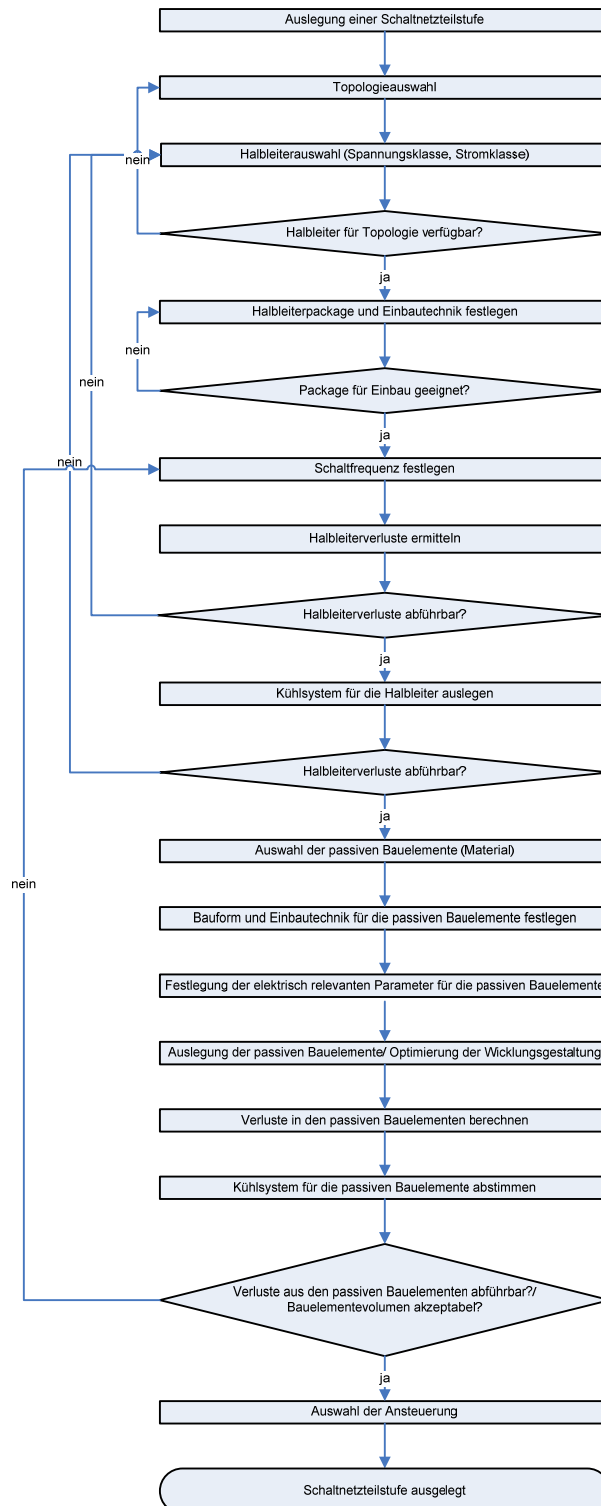 Auslegung einer Schaltnetzteilstufe
Topologieauswahl
nein
Halbleiterauswahl (Spannungsklasse, Stromklasse)
Halbleiter für Topologie verfügbar?
ja
Halbleiterpackage und Einbautechnik festlegen
nein
nein
Package für Einbau geeignet?
ja
nein
Schaltfrequenz festlegen
Halbleiterverluste ermitteln
Halbleiterverluste abführbar?
ja
Kühlsystem für die Halbleiter auslegen
Halbleiterverluste abführbar?
ja
Auswahl der passiven Bauelemente (Material)
nein
Bauform und Einbautechnik für die passiven Bauelemente festlegen
Festlegung der elektrisch relevanten Parameter für die passiven Bauelemente
Auslegung der passiven Bauelemente/ Optimierung der Wicklungsgestaltung
Verluste in den passiven Bauelementen berechnen
Kühlsystem für die passiven Bauelemente abstimmen
Verluste aus den passiven Bauelementen abführbar?/
Bauelementevolumen akzeptabel?
ja
Auswahl der Ansteuerung
Schaltnetzteilstufe ausgelegt